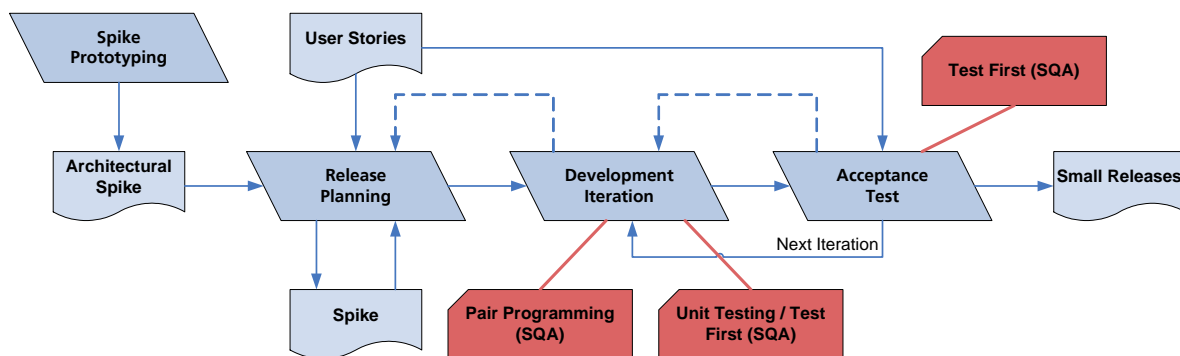 Spike
Prototyping
User Stories
Test First (SQA)
Architectural
Spike
Release
Planning
Development
Iteration
Acceptance
Test
Small Releases
Next Iteration
Spike
Pair Programming
(SQA)
Unit Testing / Test
First (SQA)